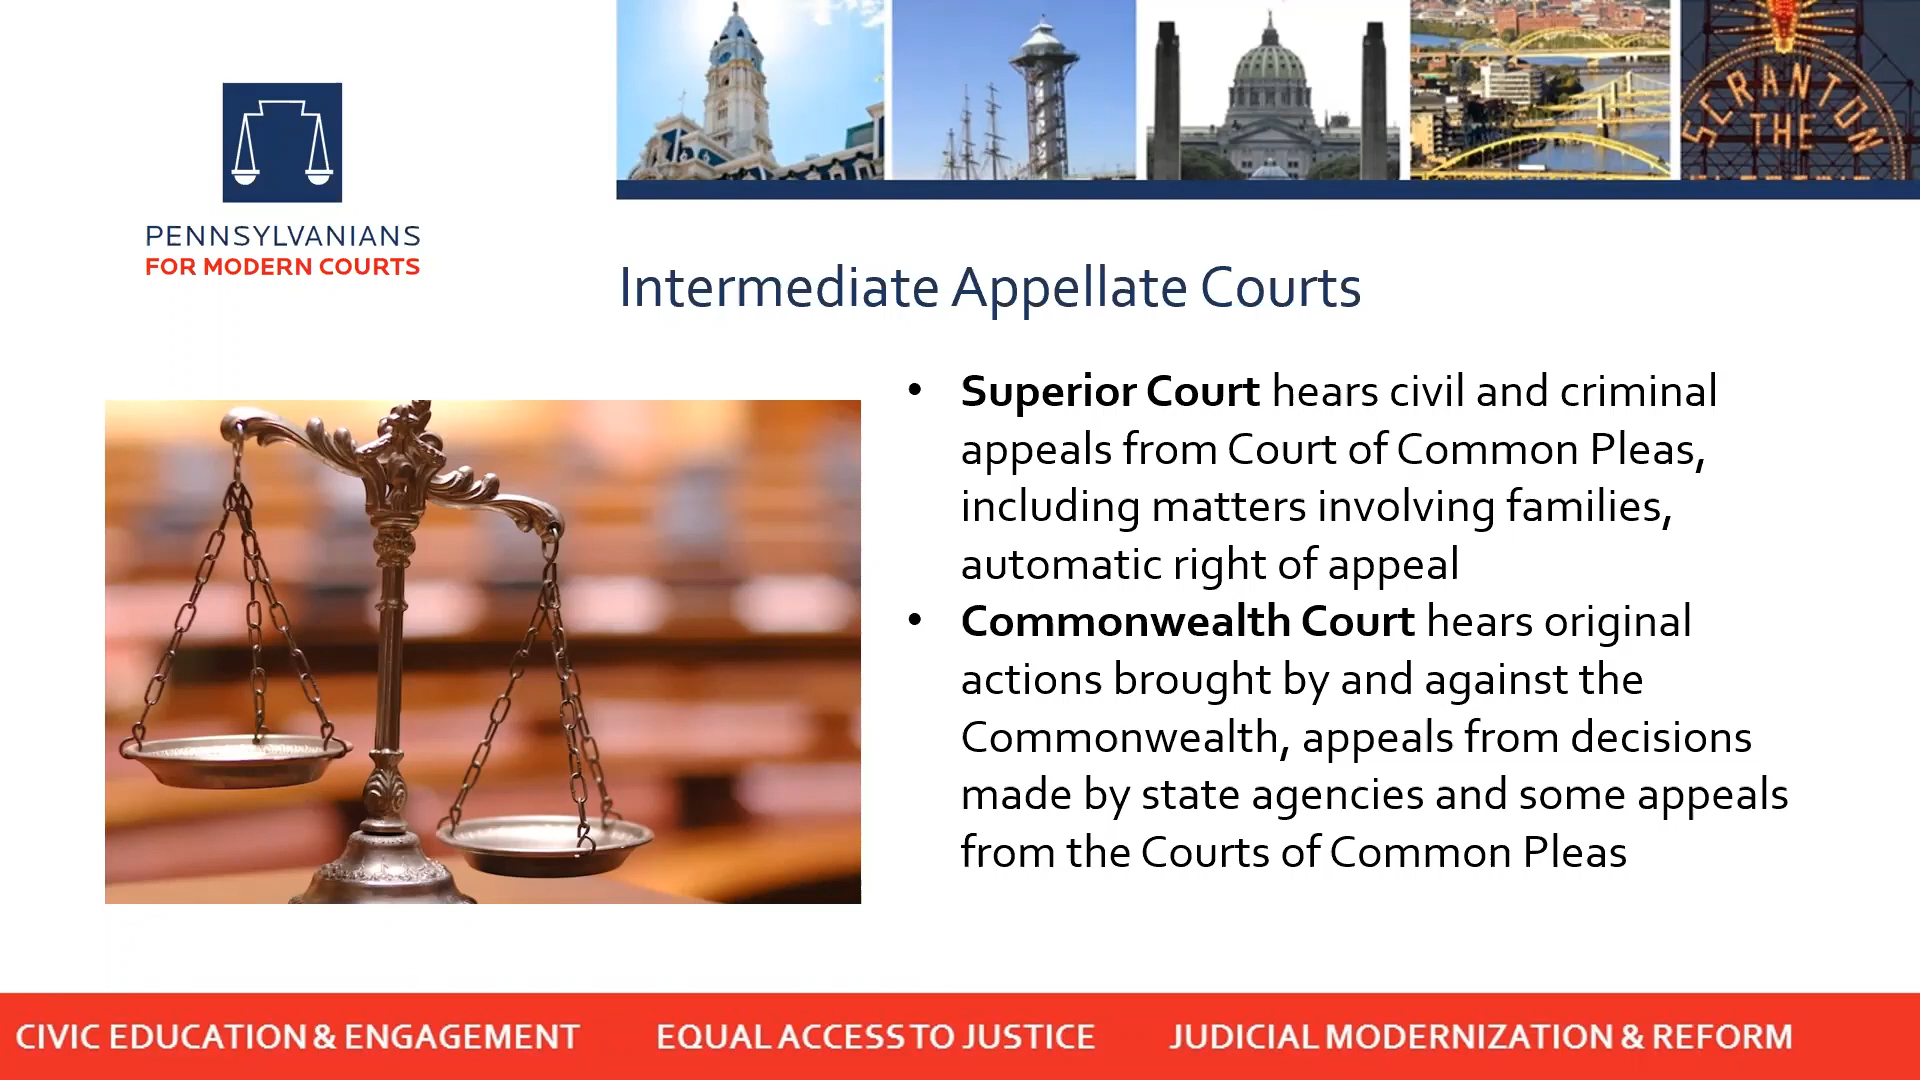 SCRANTON
THE
PENNSYLVANIANS
FOR MODERN COURTS
Intermediate Appellate Courts
• Superior Court hears civil and criminal
appeals from Court of Common Pleas,
including matters involving families,
automatic right of appeal
• Commonwealth Court hears original
actions brought by and against the
Commonwealth, appeals from decisions
made by state agencies and some appeals
from the Courts of Common Pleas
CIVIC EDUCATION & ENGAGEMENT EQUAL ACCESS TO JUSTICE JUDICIAL MODERNIZATION & REFORM